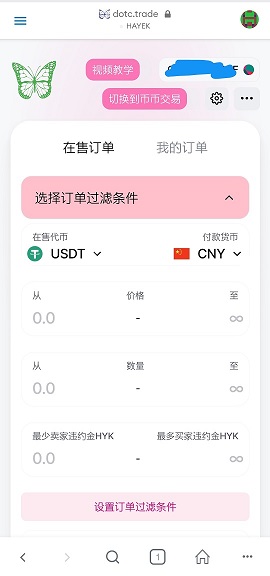 dotc.trade
HAYEK
视频教学
切换到币币交易
在售订单 我的订单
选择订单过滤条件
在售代币 付款货币
USDT CNY
从 价格 至
0.0 - ∞
从 数量 至
0.0 - ∞
最少卖家违约金HYK 最多买家违约金HYK
0.0 - ∞
设置订单过滤条件
1